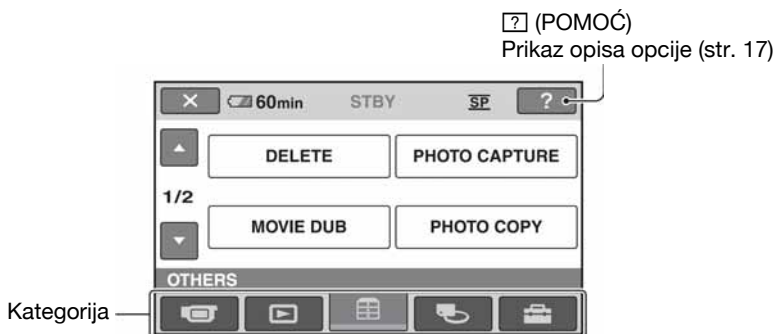 ? (POMOĆ)
Prikaz opisa opcije (str. 17)
60min STBY SP ?
DELETE PHOTO CAPTURE
1/2
MOVIE DUB PHOTO COPY
OTHERS
Kategorija